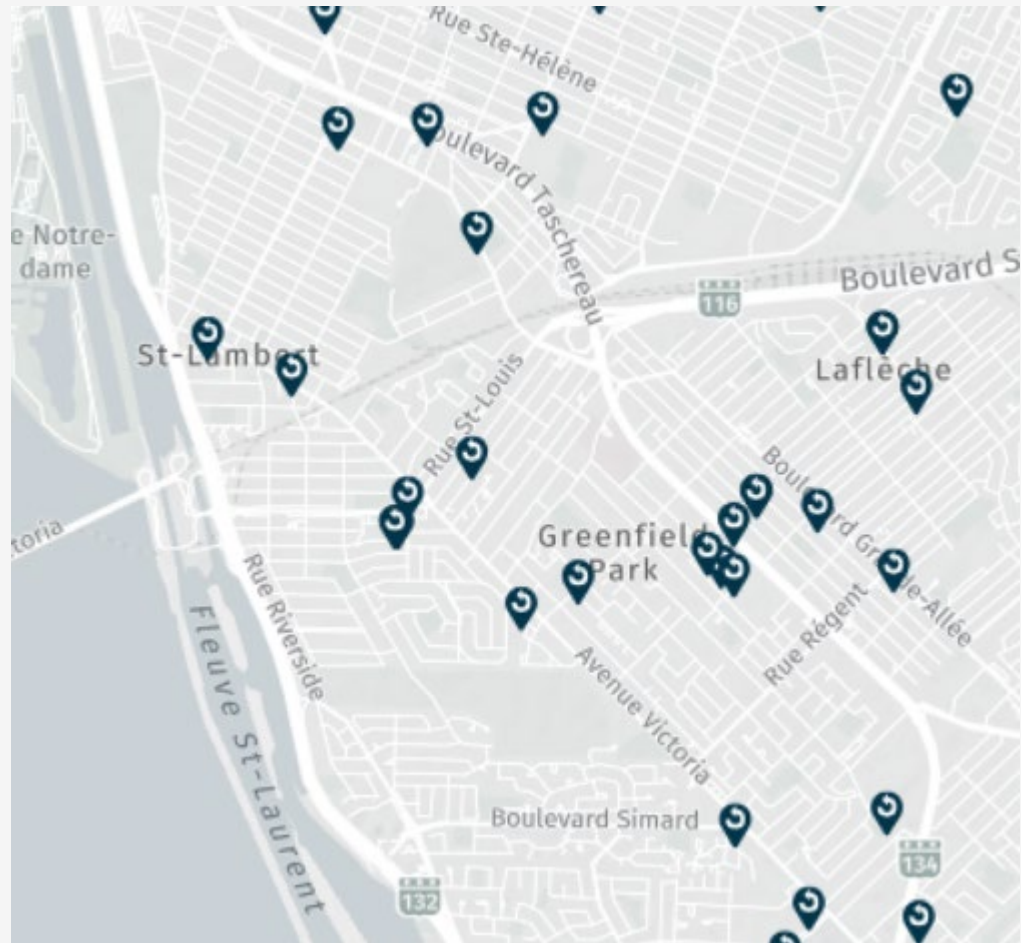 Rue Ste-Hélène
Boulevard Taschereau
e Notre-
dame
Boulevard S
116
St-Lambert
Laflèche
Rue St-Louis
Boulevard Grande-Allée
Greenfield
Park
toria
Rue Riverside
Rue Régent
Fleuve St-Laurent
Avenue Victoria
Boulevard Simard
134
132